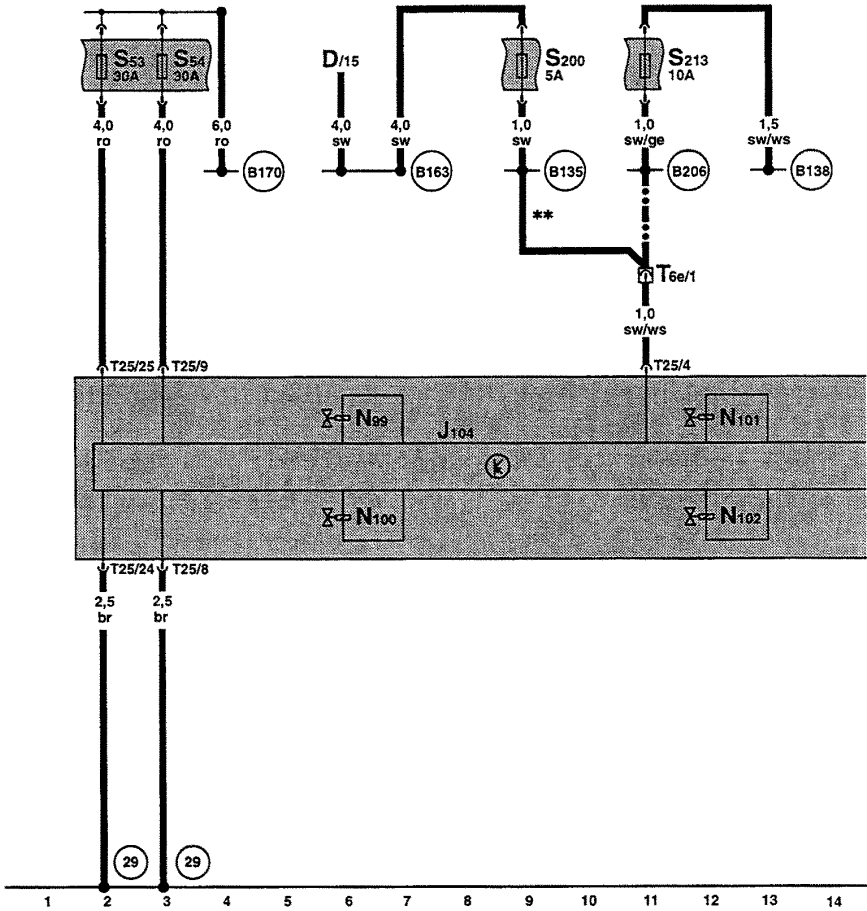 S53 S54 D/15 S200 S213
30A 30A 5A 10A
4,0 4,0 6,0 4,0 4,0 1,0 1,0 1,5
ro ro ro sw sw sw sw/ge sw/ws
B170 B163 B135 B206 B138
**
T6e/1
1,0
sw/ws
T25/25 T25/9 T25/4
N99 J104 N101
N100 N102
T25/24 T25/8
2,5 2,5
br br
29 29
1 2 3 4 5 6 7 8 9 10 11 12 13 14